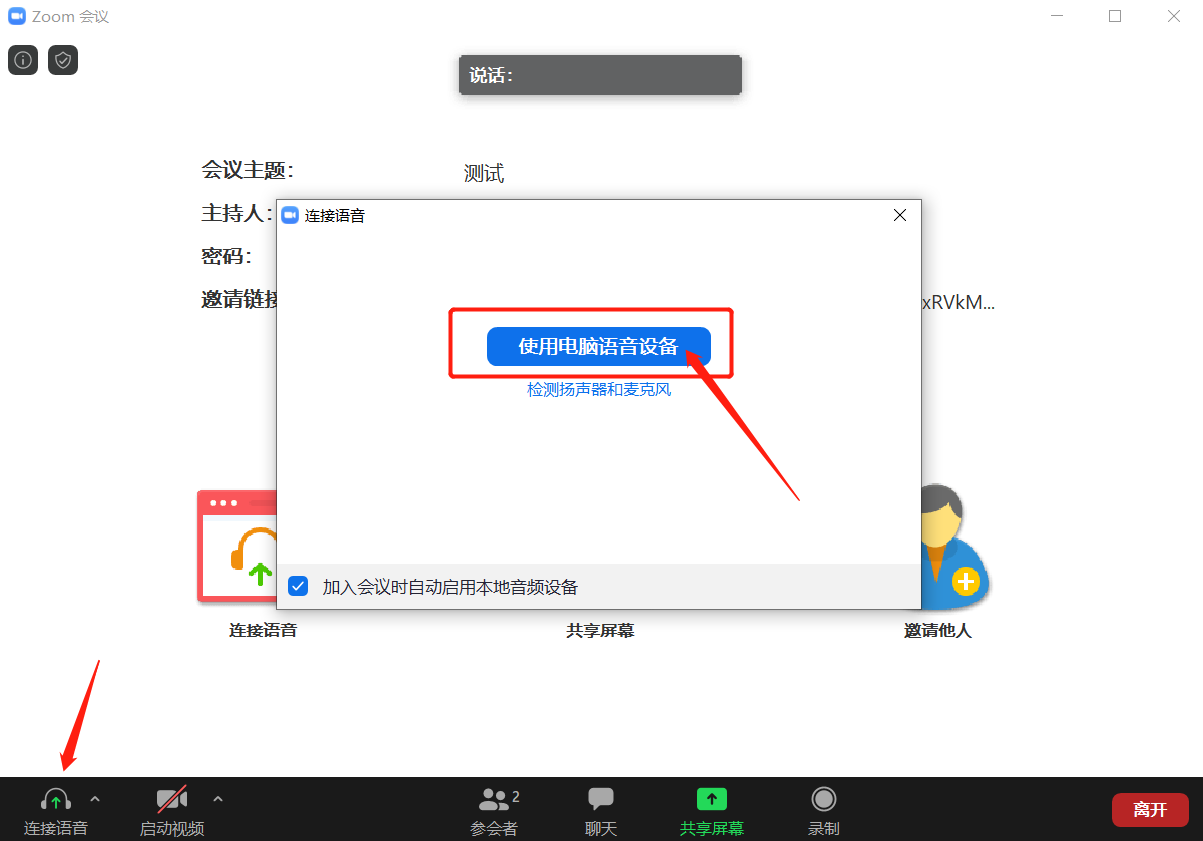 Zoom 会议
说话：
会议主题：
测试
主持人：
密码：
邀请链接
xRVkM...
连接语音
使用电脑语音设备
检测扬声器和麦克风
加入会议时自动启用本地音频设备
连接语音
共享屏幕
邀请他人
2
连接语音
启动视频
参会者
聊天
共享屏幕
录制
离开